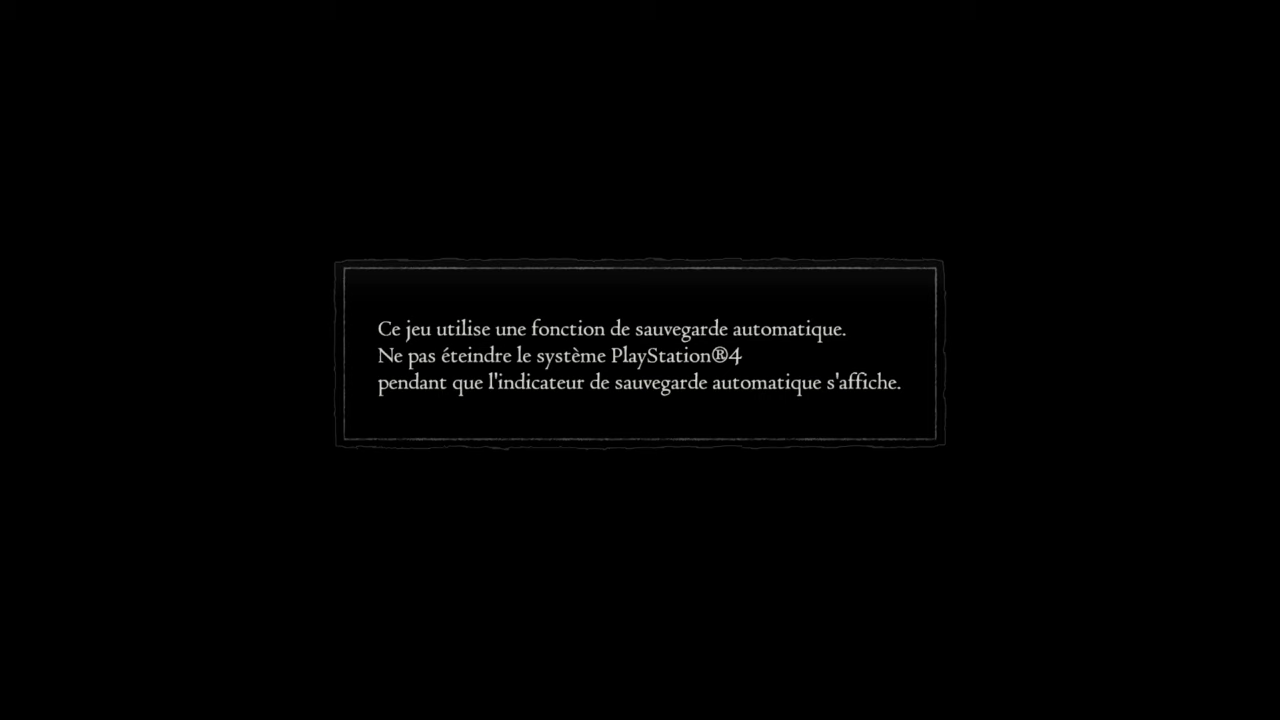 Ce jeu utilise une fonction de sauvegarde automatique.
Ne pas éteindre le système PlayStation®4
pendant que l'indicateur de sauvegarde automatique s'affiche.